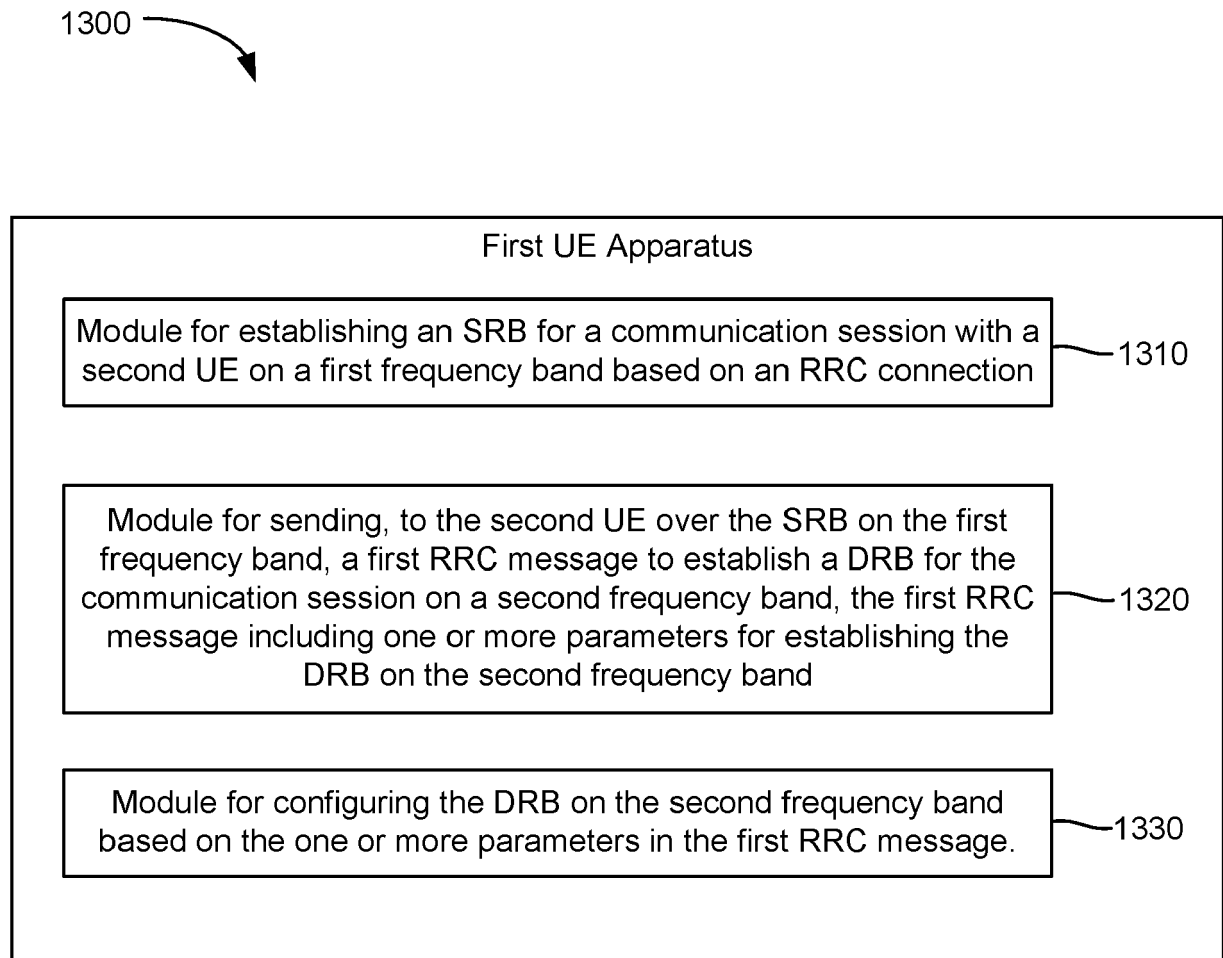 1300
First UE Apparatus
Module for establishing an SRB for a communication session with a
second UE on a first frequency band based on an RRC connection
1310
Module for sending, to the second UE over the SRB on the first
frequency band, a first RRC message to establish a DRB for the
communication session on a second frequency band, the first RRC
message including one or more parameters for establishing the
DRB on the second frequency band
1320
Module for configuring the DRB on the second frequency band
based on the one or more parameters in the first RRC message.
1330